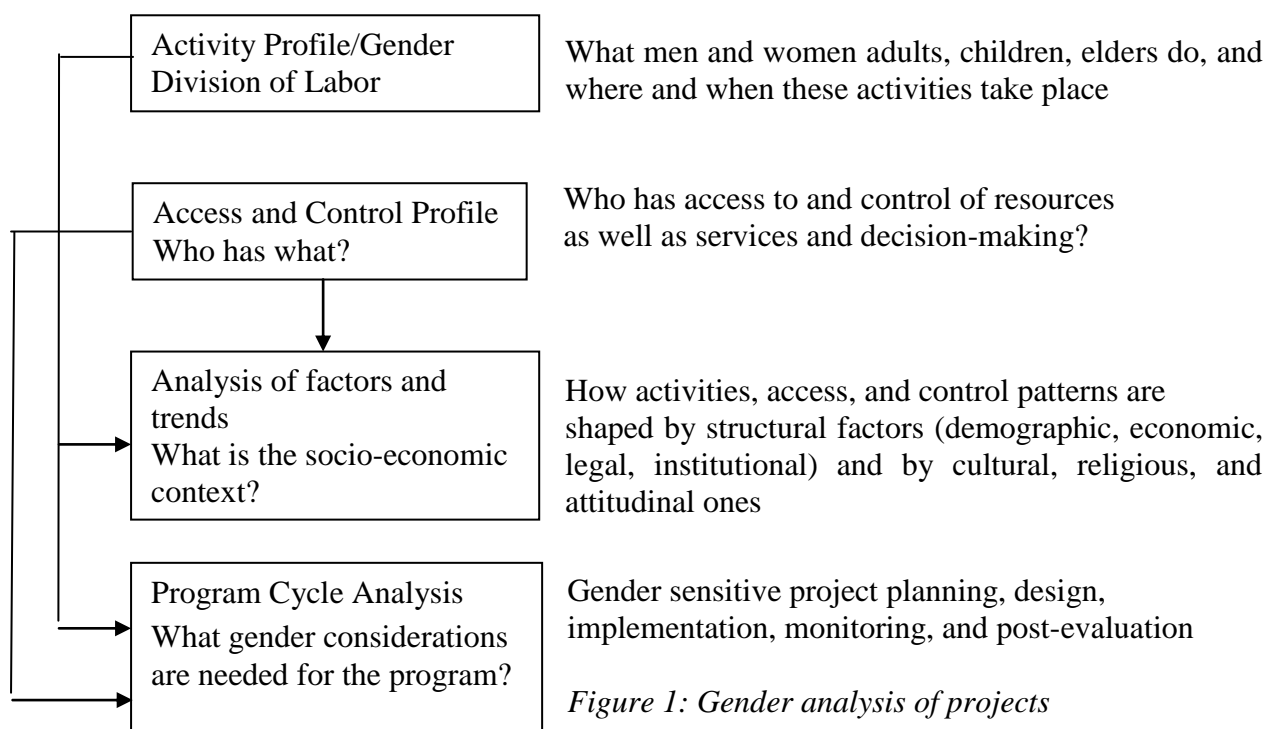 Activity Profile/Gender
Division of Labor
What men and women adults, children, elders do, and
where and when these activities take place
Access and Control Profile
Who has what?
Who has access to and control of resources
as well as services and decision-making?
Analysis of factors and
trends
What is the socio-economic
context?
How activities, access, and control patterns are
shaped by structural factors (demographic, economic,
legal, institutional) and by cultural, religious, and
attitudinal ones
Program Cycle Analysis
What gender considerations
are needed for the program?
Gender sensitive project planning, design,
implementation, monitoring, and post-evaluation
Figure 1: Gender analysis of projects